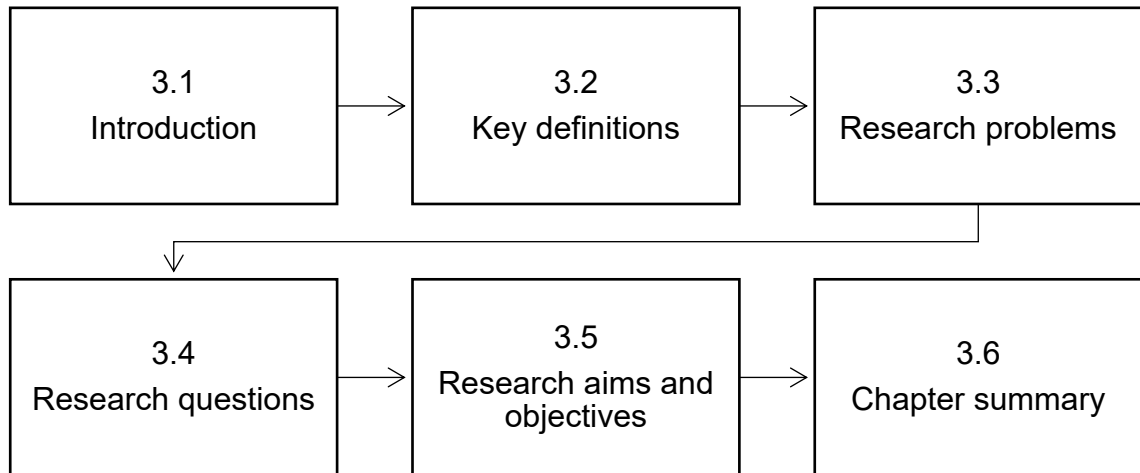 3.1
Introduction
3.2
Key definitions
3.3
Research problems
3.4
Research questions
3.5
Research aims and
objectives
3.6
Chapter summary